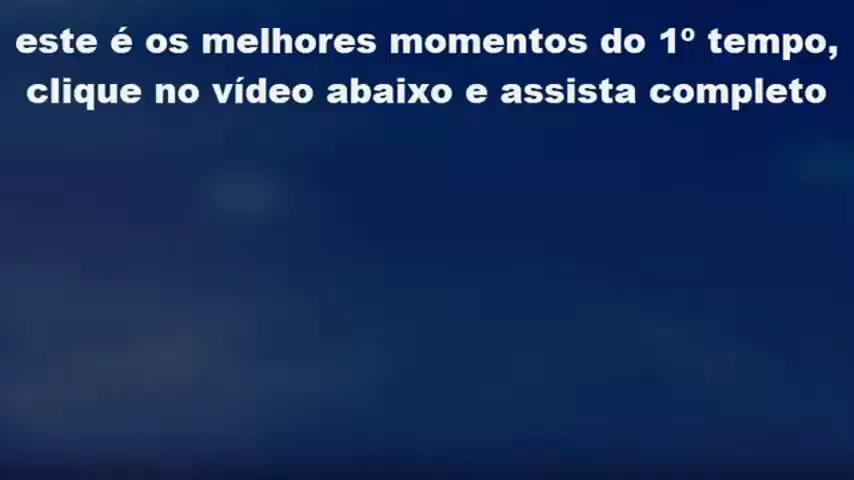 este é os melhores momentos do 1º tempo,
clique no vídeo abaixo e assista completo